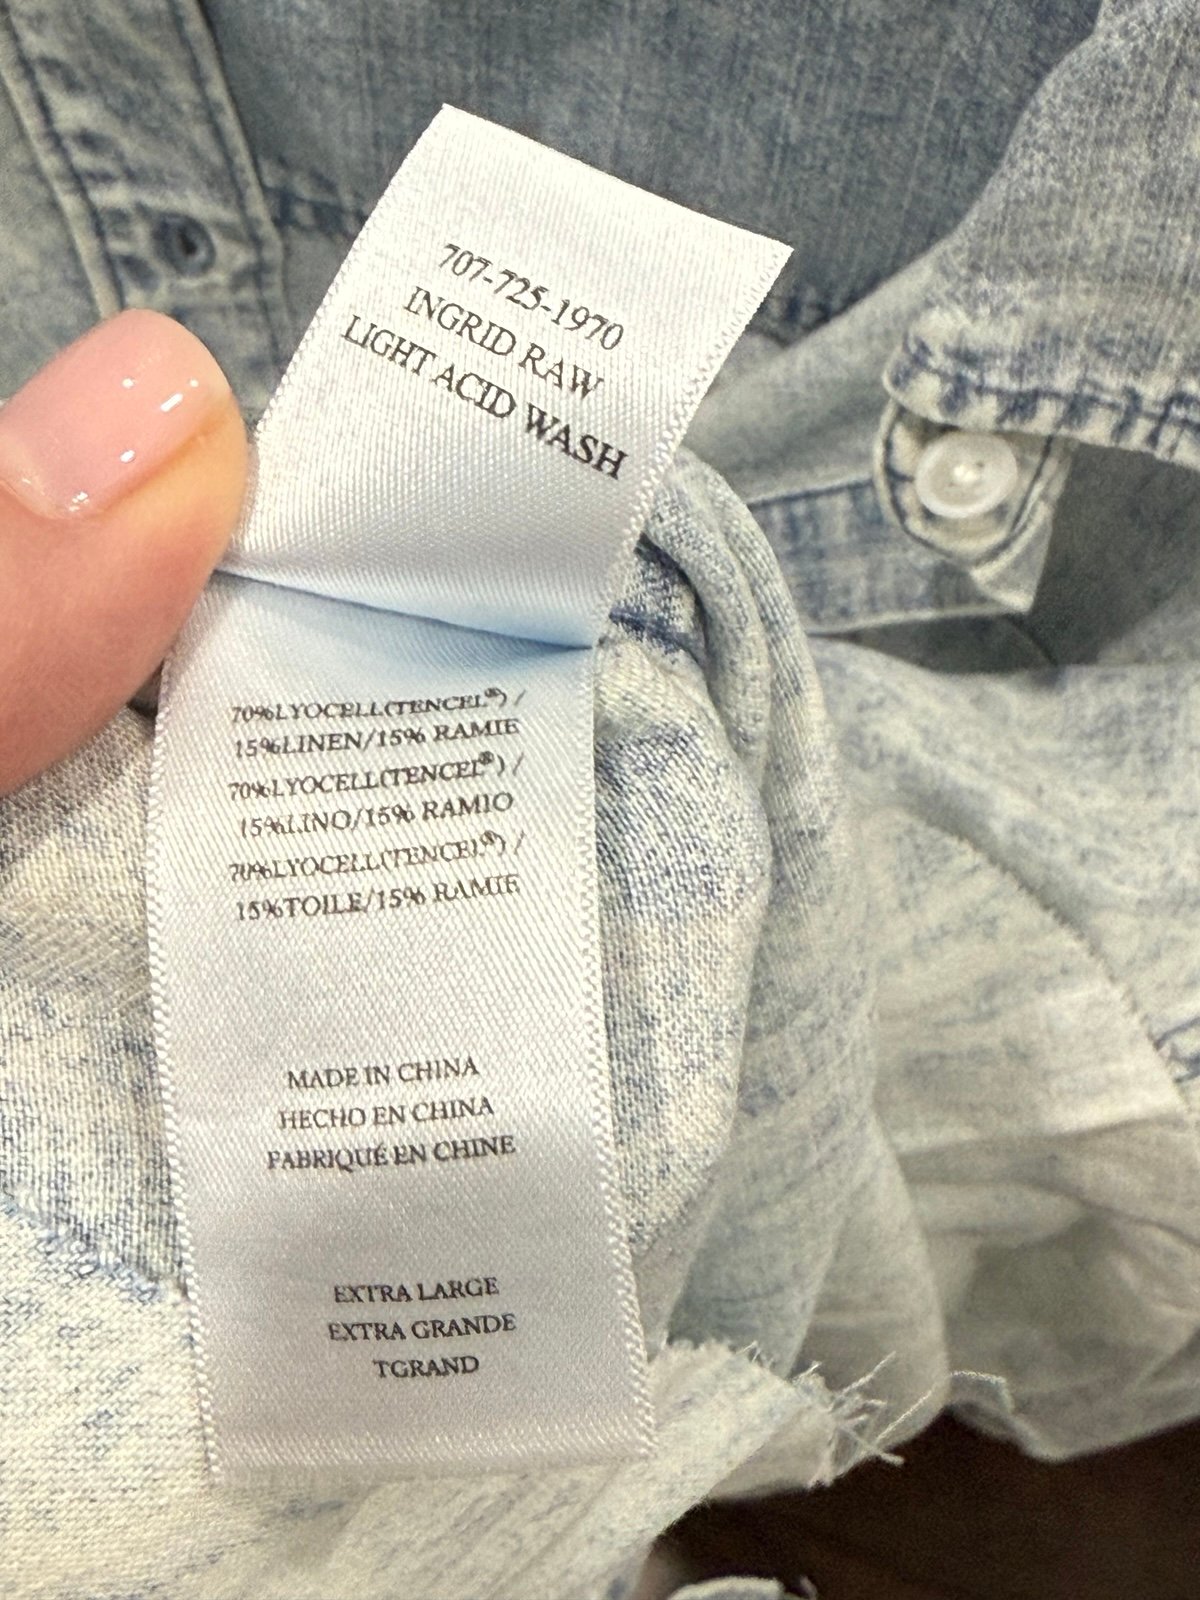 707-725-1970
INGRID RAW
LIGHT ACID WASH
70%LYOCELL(TENCEL®) /
15%LINEN/15% RAMIE
70%LYOCELL(TENCEL®) /
15%LINO/15% RAMIO
70%LYOCELL(TENCEL®) /
15%TOILE/15% RAMIE
MADE IN CHINA
HECHO EN CHINA
FABRIQUÉ EN CHINE
EXTRA LARGE
EXTRA GRANDE
TGRAND